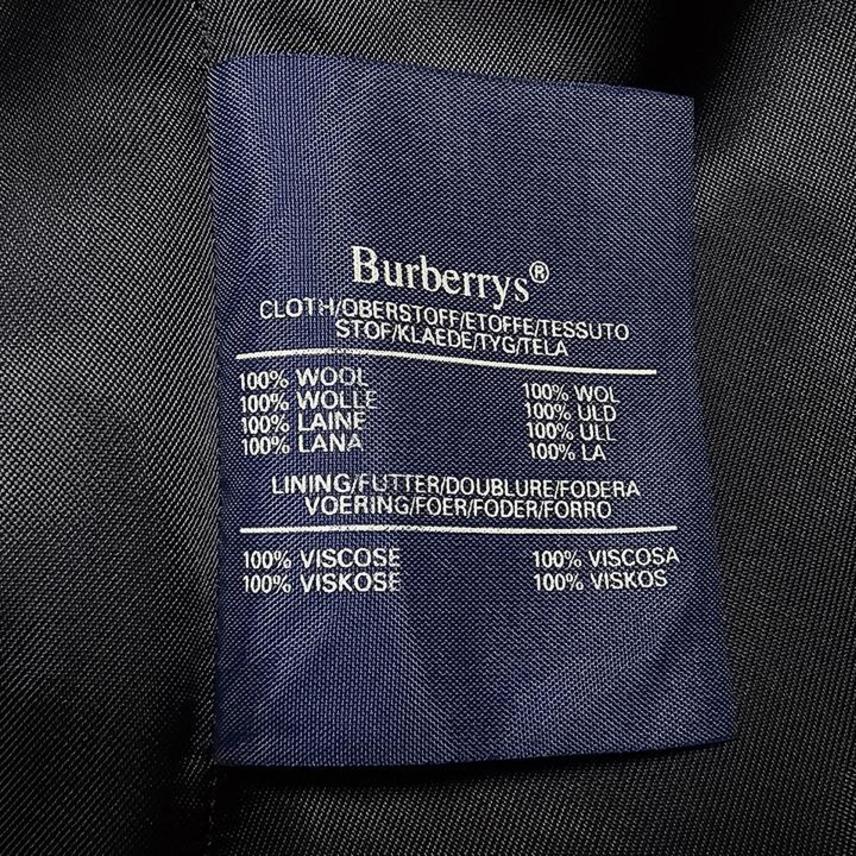 Burberrys®
CLOTH/OBERSTOFF/ETOFFE/TESSUTO
STOF/KLAEDE/TYG/TELA
100% WOOL
100% WOLLE
100% LAINE
100% LANA
100% WOL
100% ULD
100% ULL
100% LA
LINING/FUTTER/DOUBLURE/FODERA
VOERING/FOER/FODER/FORRO
100% VISCOSE
100% VISKOSE
100% VISCOSA
100% VISKOS